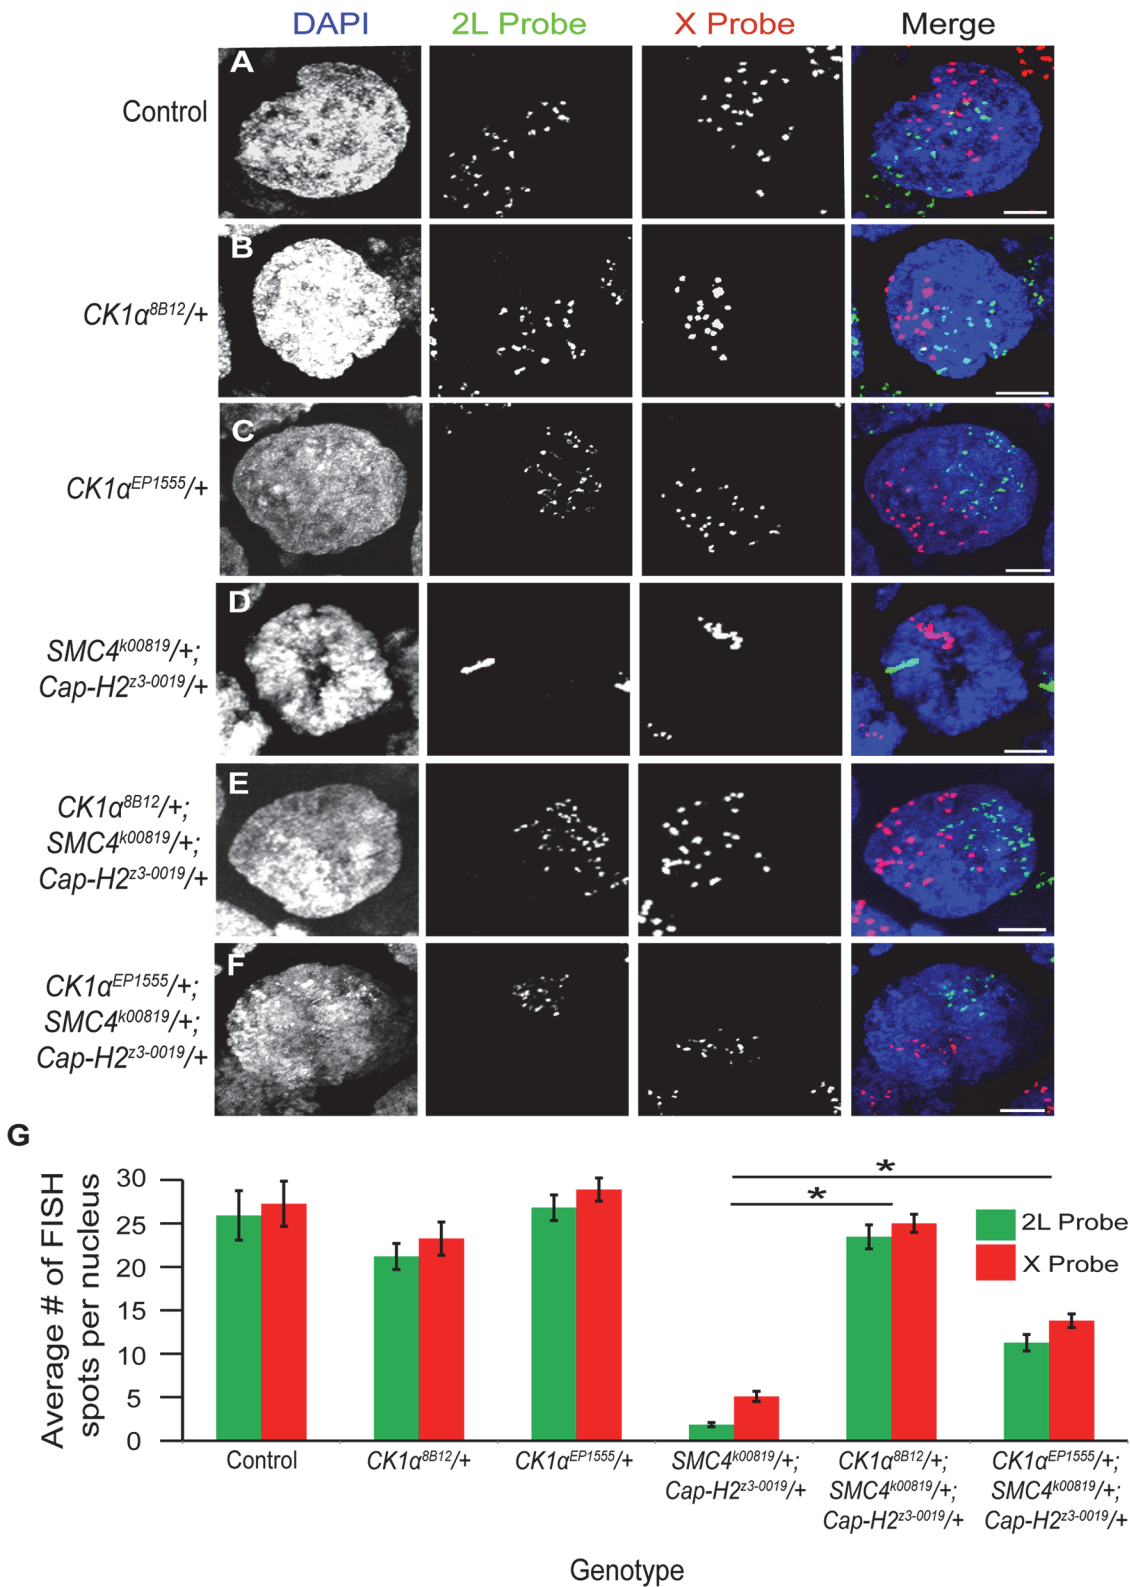 DAPI 2L Probe X Probe Merge
A
Control
B
CK1α8B12/+
C
CK1αEP1555/+
D
SMC4k00819/+;
Cap-H2z3-0019/+
E
CK1α8B12/+;
SMC4k00819/+;
Cap-H2z3-0019/+
F
CK1αEP1555/+;
SMC4k00819/+;
Cap-H2z3-0019/+
G
Average # of FISH
spots per nucleus
30
25
20
15
10
5
0
*
*
2L Probe
X Probe
Control
CK1α8B12/+
CK1αEP1555/+
SMC4k00819/+;
Cap-H2z3-0019/+
CK1α8B12/+;
SMC4k00819/+;
Cap-H2z3-0019/+
CK1αEP1555/+;
SMC4k00819/+;
Cap-H2z3-0019/+
Genotype